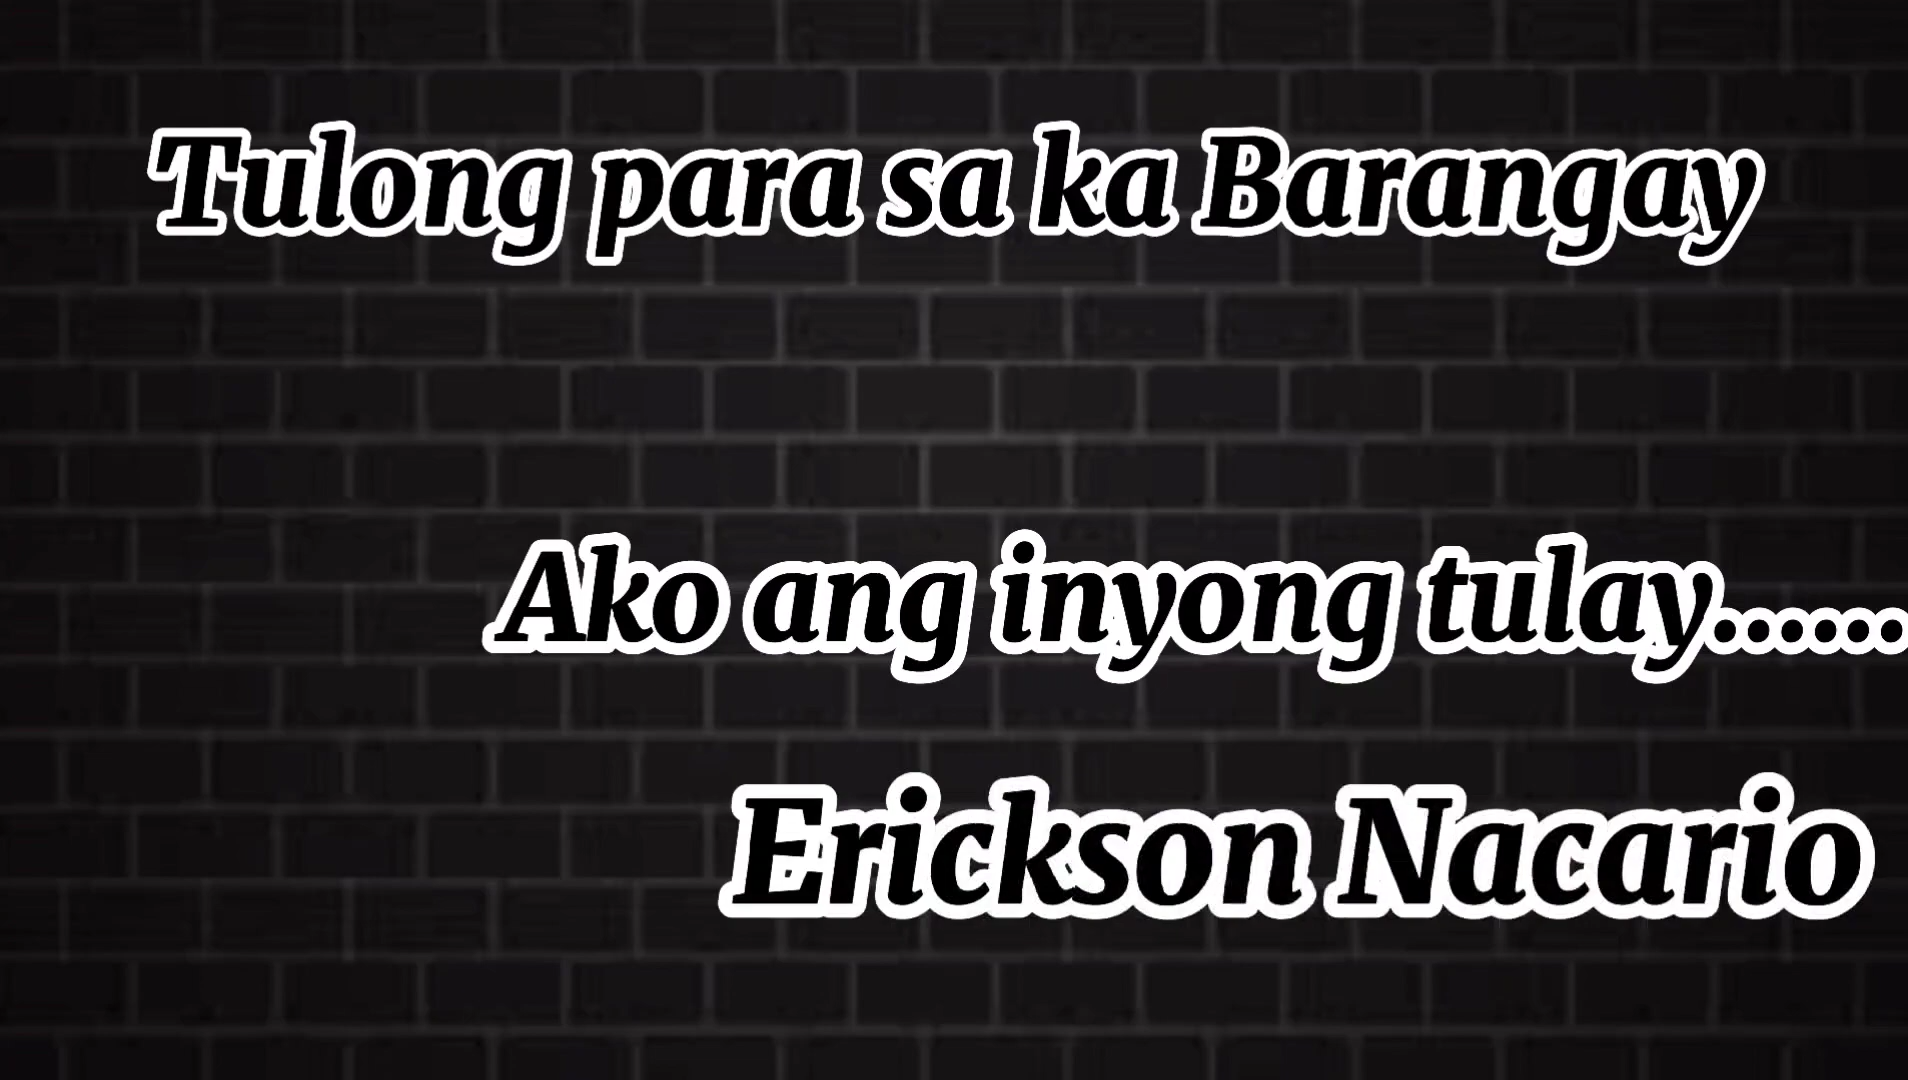 Tulong para sa ka Barangay
Ako ang inyong tulay......
Erickson Nacario